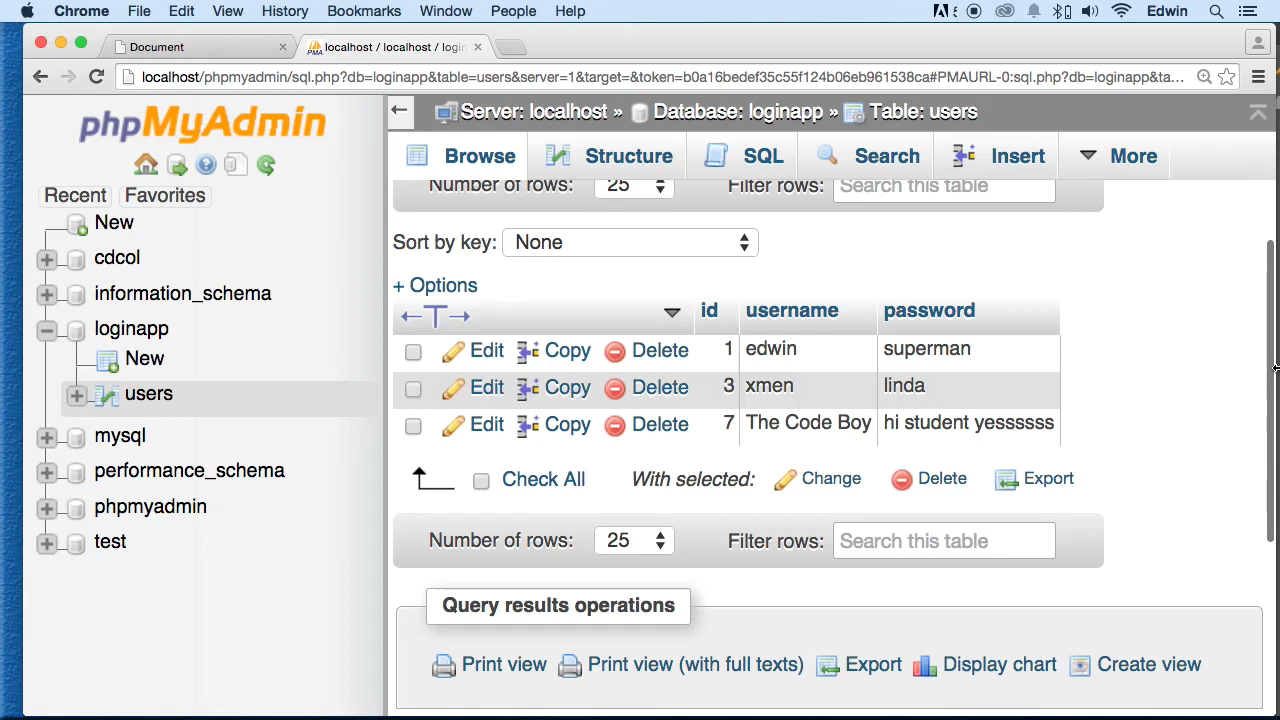 Chrome File Edit View History Bookmarks Window People Help Edwin
Document localhost / localhost / login
localhost/phpmyadmin/sql.php?db=loginapp&table=users&server=1&target=&token=b0a16bbdef35c55f124b06eb961538ca#PMAURL-0:sql.php?db=loginapp&ta...
phpMyAdmin
Recent Favorites
New
cdcol
information_schema
loginapp
New
users
mysql
performance_schema
phpmyadmin
test
Server: localhost » Database: loginapp » Table: users
Browse Structure SQL Search Insert More
Number of rows: 25 Filter rows: Search this table
Sort by key: None
+ Options
←T→ id username password
Edit Copy Delete 1 edwin superman
Edit Copy Delete 3 xmen linda
Edit Copy Delete 7 The Code Boy hi student yessssss
Check All With selected: Change Delete Export
Number of rows: 25 Filter rows: Search this table
Query results operations
Print view Print view (with full texts) Export Display chart Create view